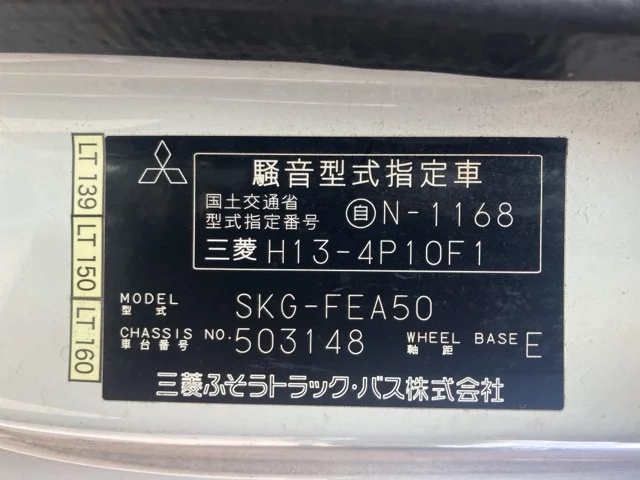 騒音型式指定車
国土交通省
型式指定番号 自N-1168
三菱 H13-4P10F1
MODEL
型式 SKG-FEA50
CHASSIS NO.
車台番号 503148
WHEEL BASE
軸距 E
三菱ふそうトラック・バス株式会社
LT 139
LT 150
LT 160